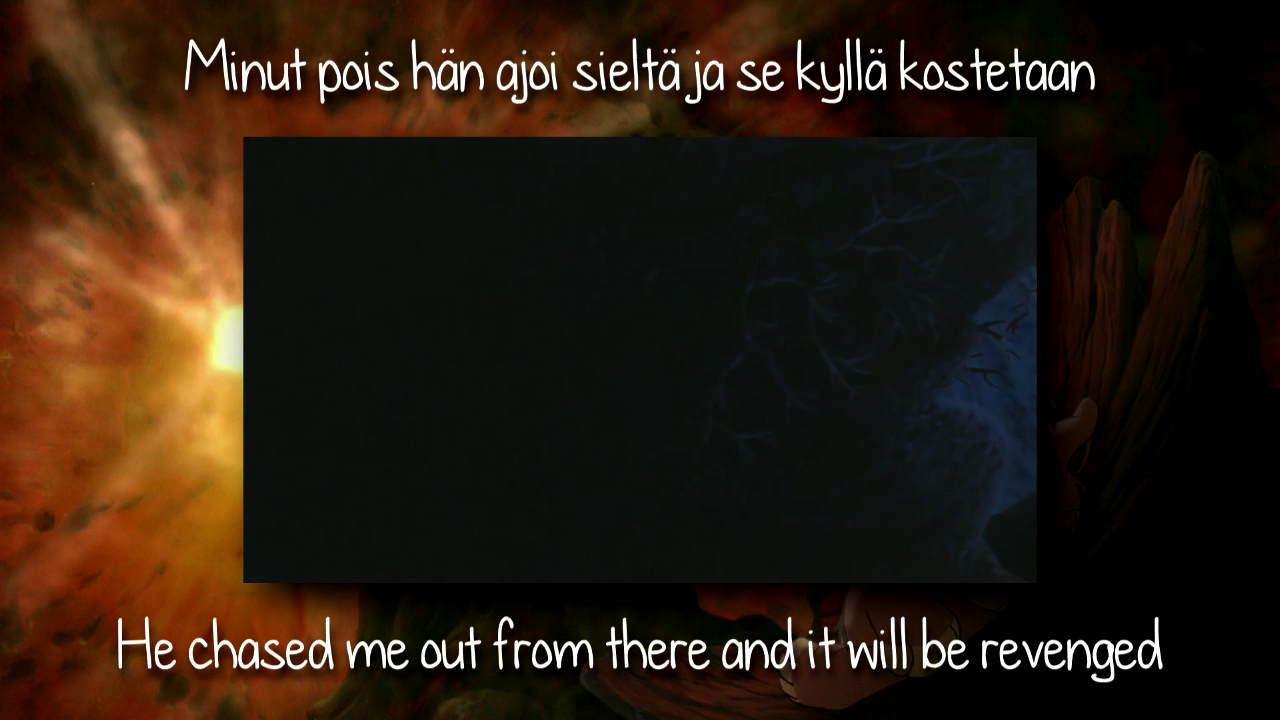 Minut pois hän ajoi sieltä ja se kyllä kostetaan
He chased me out from there and it will be revenged